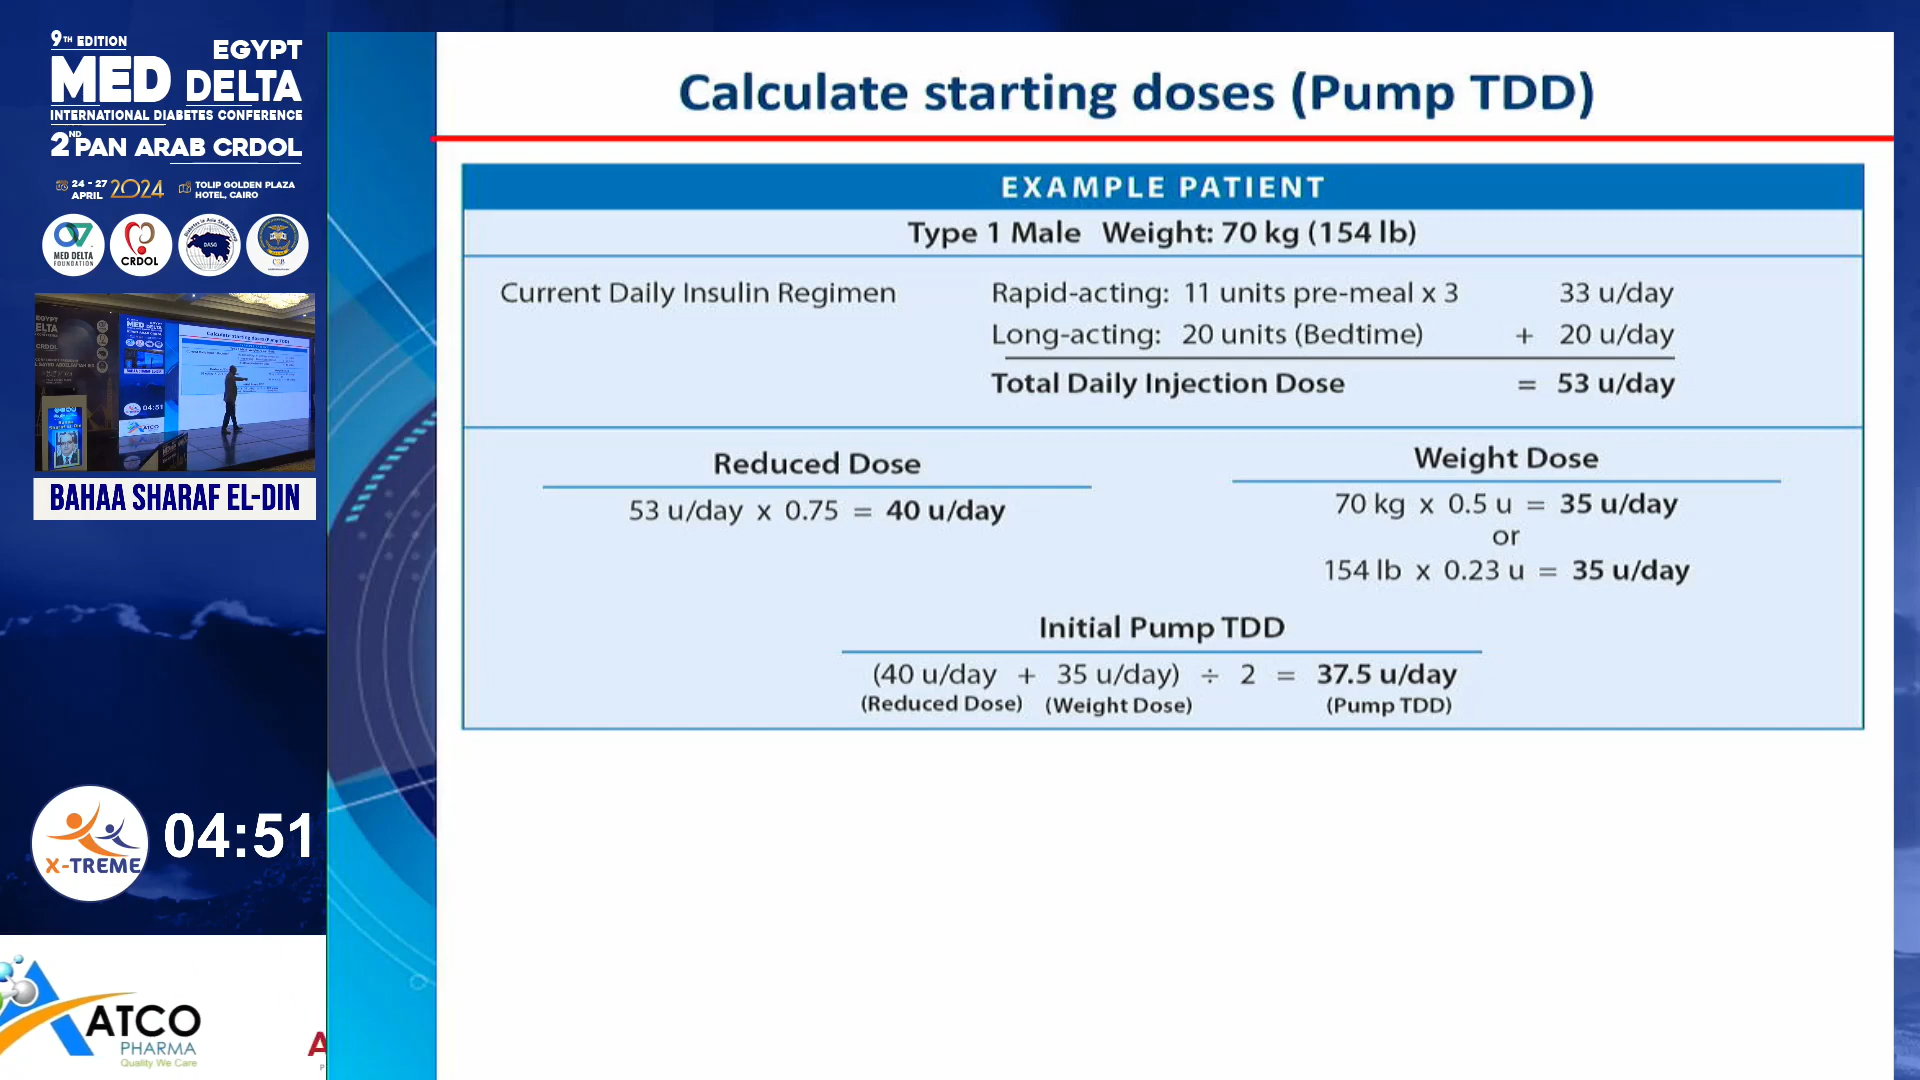 9TH EDITION
EGYPT
MED DELTA
INTERNATIONAL DIABETES CONFERENCE
2ND PAN ARAB CRDOL
24 - 27 APRIL 2024
TOLIP GOLDEN PLAZA HOTEL, CAIRO
MED DELTA FOUNDATION
CRDOL
DASG
BAHAA SHARAF EL-DIN
X-TREME
04:51
ATCO
PHARMA
Quality We Care
Calculate starting doses (Pump TDD)
EXAMPLE PATIENT
Type 1 Male Weight: 70 kg (154 lb)
Current Daily Insulin Regimen
Rapid-acting: 11 units pre-meal x 3 33 u/day
Long-acting: 20 units (Bedtime) + 20 u/day
Total Daily Injection Dose = 53 u/day
Reduced Dose
53 u/day x 0.75 = 40 u/day
Weight Dose
70 kg x 0.5 u = 35 u/day
or
154 lb x 0.23 u = 35 u/day
Initial Pump TDD
(40 u/day + 35 u/day) ÷ 2 = 37.5 u/day
(Reduced Dose) (Weight Dose) (Pump TDD)